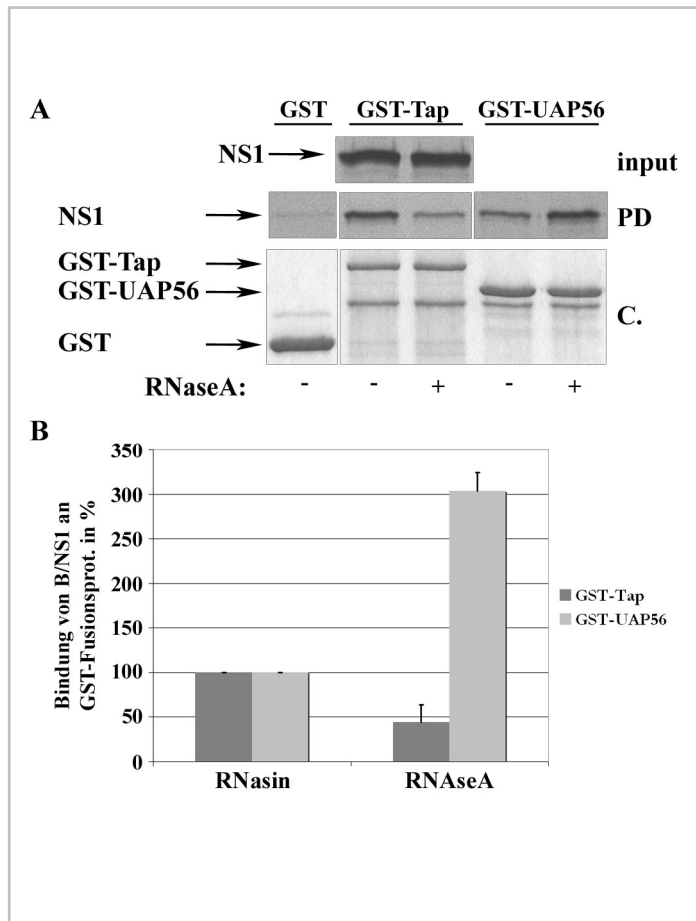 A
GST GST-Tap GST-UAP56
NS1 input
NS1 PD
GST-Tap
GST-UAP56
C.
GST
RNaseA: - - + - +
B
Bindung von B/NS1 an
GST-Fusionsprot. in %
350
300
250
200
150
100
50
0
GST-Tap
GST-UAP56
RNasin RNAseA